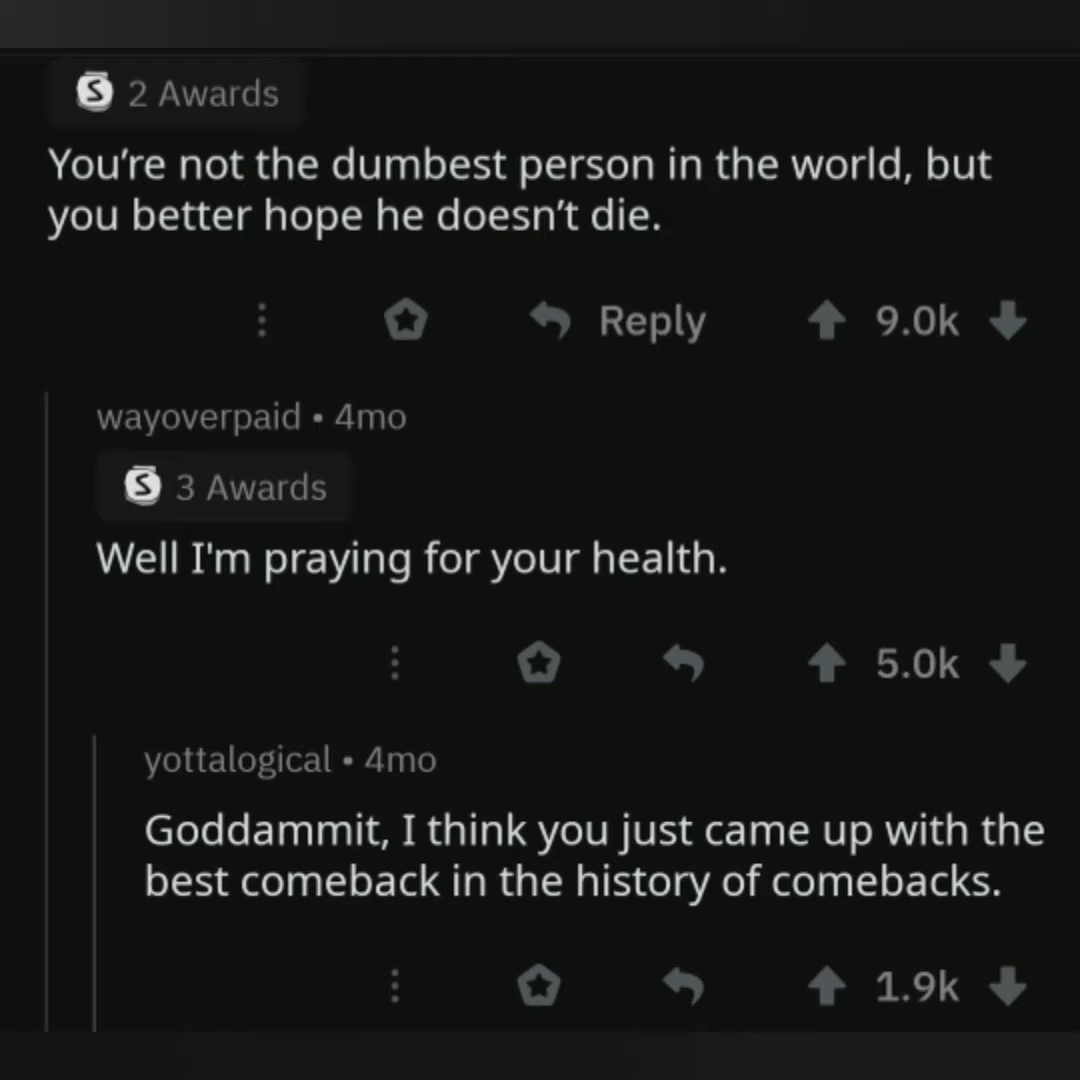 2 Awards
You're not the dumbest person in the world, but
you better hope he doesn't die.
Reply 9.0k
wayoverpaid • 4mo
3 Awards
Well I'm praying for your health.
5.0k
yottalogical • 4mo
Goddammit, I think you just came up with the
best comeback in the history of comebacks.
1.9k